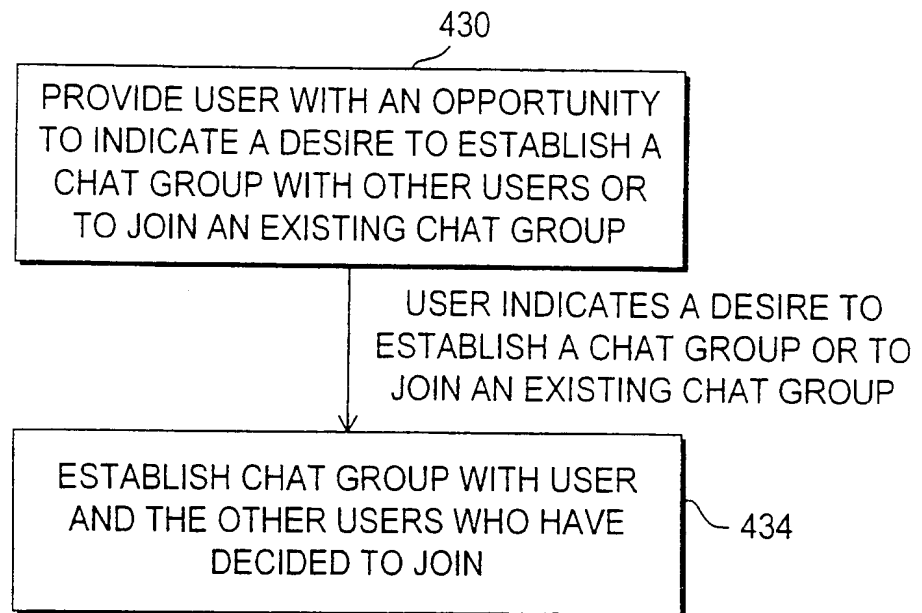 430
PROVIDE USER WITH AN OPPORTUNITY
TO INDICATE A DESIRE TO ESTABLISH A
CHAT GROUP WITH OTHER USERS OR
TO JOIN AN EXISTING CHAT GROUP
USER INDICATES A DESIRE TO
ESTABLISH A CHAT GROUP OR TO
JOIN AN EXISTING CHAT GROUP
ESTABLISH CHAT GROUP WITH USER
AND THE OTHER USERS WHO HAVE
DECIDED TO JOIN
434